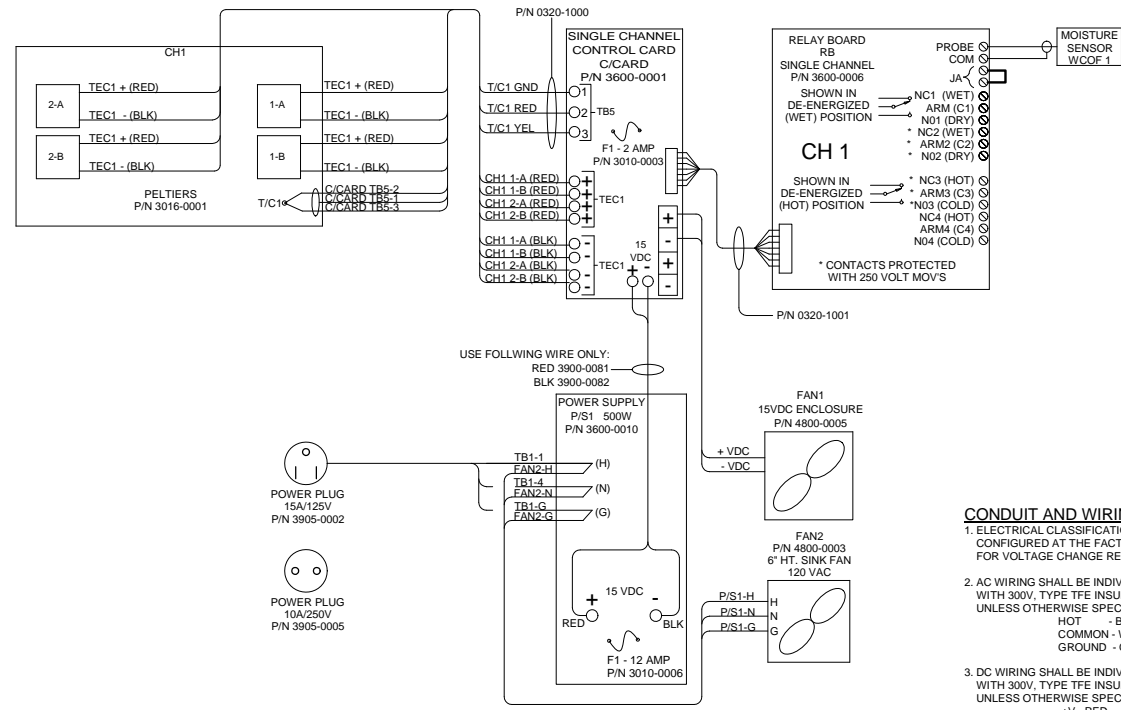 CH1
2-A
TEC1 + (RED)
TEC1 - (BLK)
2-B
TEC1 + (RED)
TEC1 - (BLK)
1-A
TEC1 + (RED)
TEC1 - (BLK)
1-B
TEC1 + (RED)
TEC1 - (BLK)
PELTIERS
P/N 3016-0001
T/C1
C/CARD TB5-2
C/CARD TB5-1
C/CARD TB5-3
P/N 0320-1000
SINGLE CHANNEL
CONTROL CARD
C/CARD
P/N 3600-0001
T/C1 GND
T/C1 RED
T/C1 YEL
1
2
3
TB5
F1 - 2 AMP
P/N 3010-0003
CH1 1-A (RED)
CH1 1-B (RED)
CH1 2-A (RED)
CH1 2-B (RED)
+
+
+
+
TEC1
CH1 1-A (BLK)
CH1 1-B (BLK)
CH1 2-A (BLK)
CH1 2-B (BLK)
-
-
-
-
TEC1
15
VDC
+ -
+
-
+
-
RELAY BOARD
RB
SINGLE CHANNEL
P/N 3600-0006
SHOWN IN
DE-ENERGIZED
(WET) POSITION
CH 1
SHOWN IN
DE-ENERGIZED
(HOT) POSITION
PROBE
COM
JA
NC1 (WET)
ARM (C1)
N01 (DRY)
* NC2 (WET)
* ARM2 (C2)
* N02 (DRY)
* NC3 (HOT)
* ARM3 (C3)
*N03 (COLD)
NC4 (HOT)
ARM4 (C4)
N04 (COLD)
* CONTACTS PROTECTED
WITH 250 VOLT MOV'S
MOISTURE
SENSOR
WCOF 1
P/N 0320-1001
USE FOLLWING WIRE ONLY:
RED 3900-0081
BLK 3900-0082
POWER SUPPLY
P/S1 500W
P/N 3600-0010
TB1-1
FAN2-H
(H)
TB1-4
FAN2-N
(N)
TB1-G
FAN2-G
(G)
15 VDC
+ -
RED
BLK
F1 - 12 AMP
P/N 3010-0006
POWER PLUG
15A/125V
P/N 3905-0002
POWER PLUG
10A/250V
P/N 3905-0005
FAN1
15VDC ENCLOSURE
P/N 4800-0005
+ VDC
- VDC
FAN2
P/N 4800-0003
6" HT. SINK FAN
120 VAC
P/S1-H
P/S1-N
P/S1-G
H
N
G
CONDUIT AND WIRIN
1. ELECTRICAL CLASSIFICATI
CONFIGURED AT THE FACT
FOR VOLTAGE CHANGE RE
2. AC WIRING SHALL BE INDIV
WITH 300V, TYPE TFE INSU
UNLESS OTHERWISE SPEC
HOT - B
COMMON - W
GROUND - G
3. DC WIRING SHALL BE INDIV
WITH 300V, TYPE TFE INSU
UNLESS OTHERWISE SPEC
+V - RED